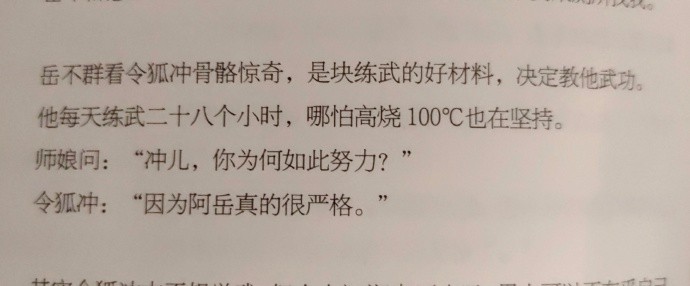 岳不群看令狐冲骨骼惊奇，是块练武的好材料，决定教他武功。
他每天练武二十八个小时，哪怕高烧100℃也在坚持。
师娘问：“冲儿，你为何如此努力？”
令狐冲：“因为阿岳真的很严格。”